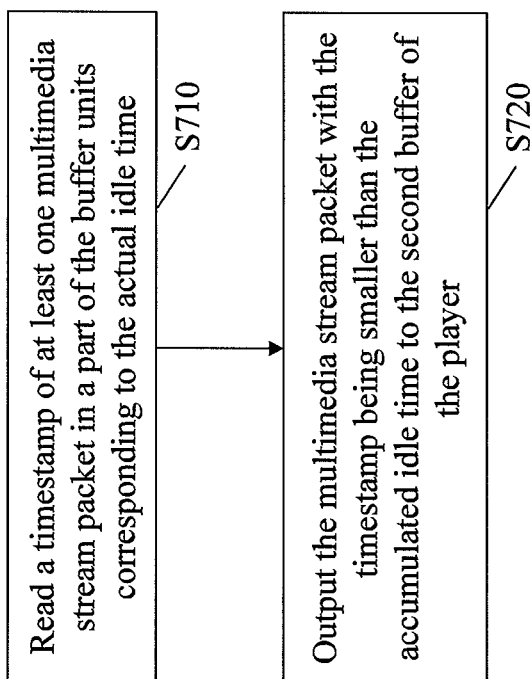 Read a timestamp of at least one multimedia
stream packet in a part of the buffer units
corresponding to the actual idle time
S710
Output the multimedia stream packet with the
timestamp being smaller than the
accumulated idle time to the second buffer of
the player
S720